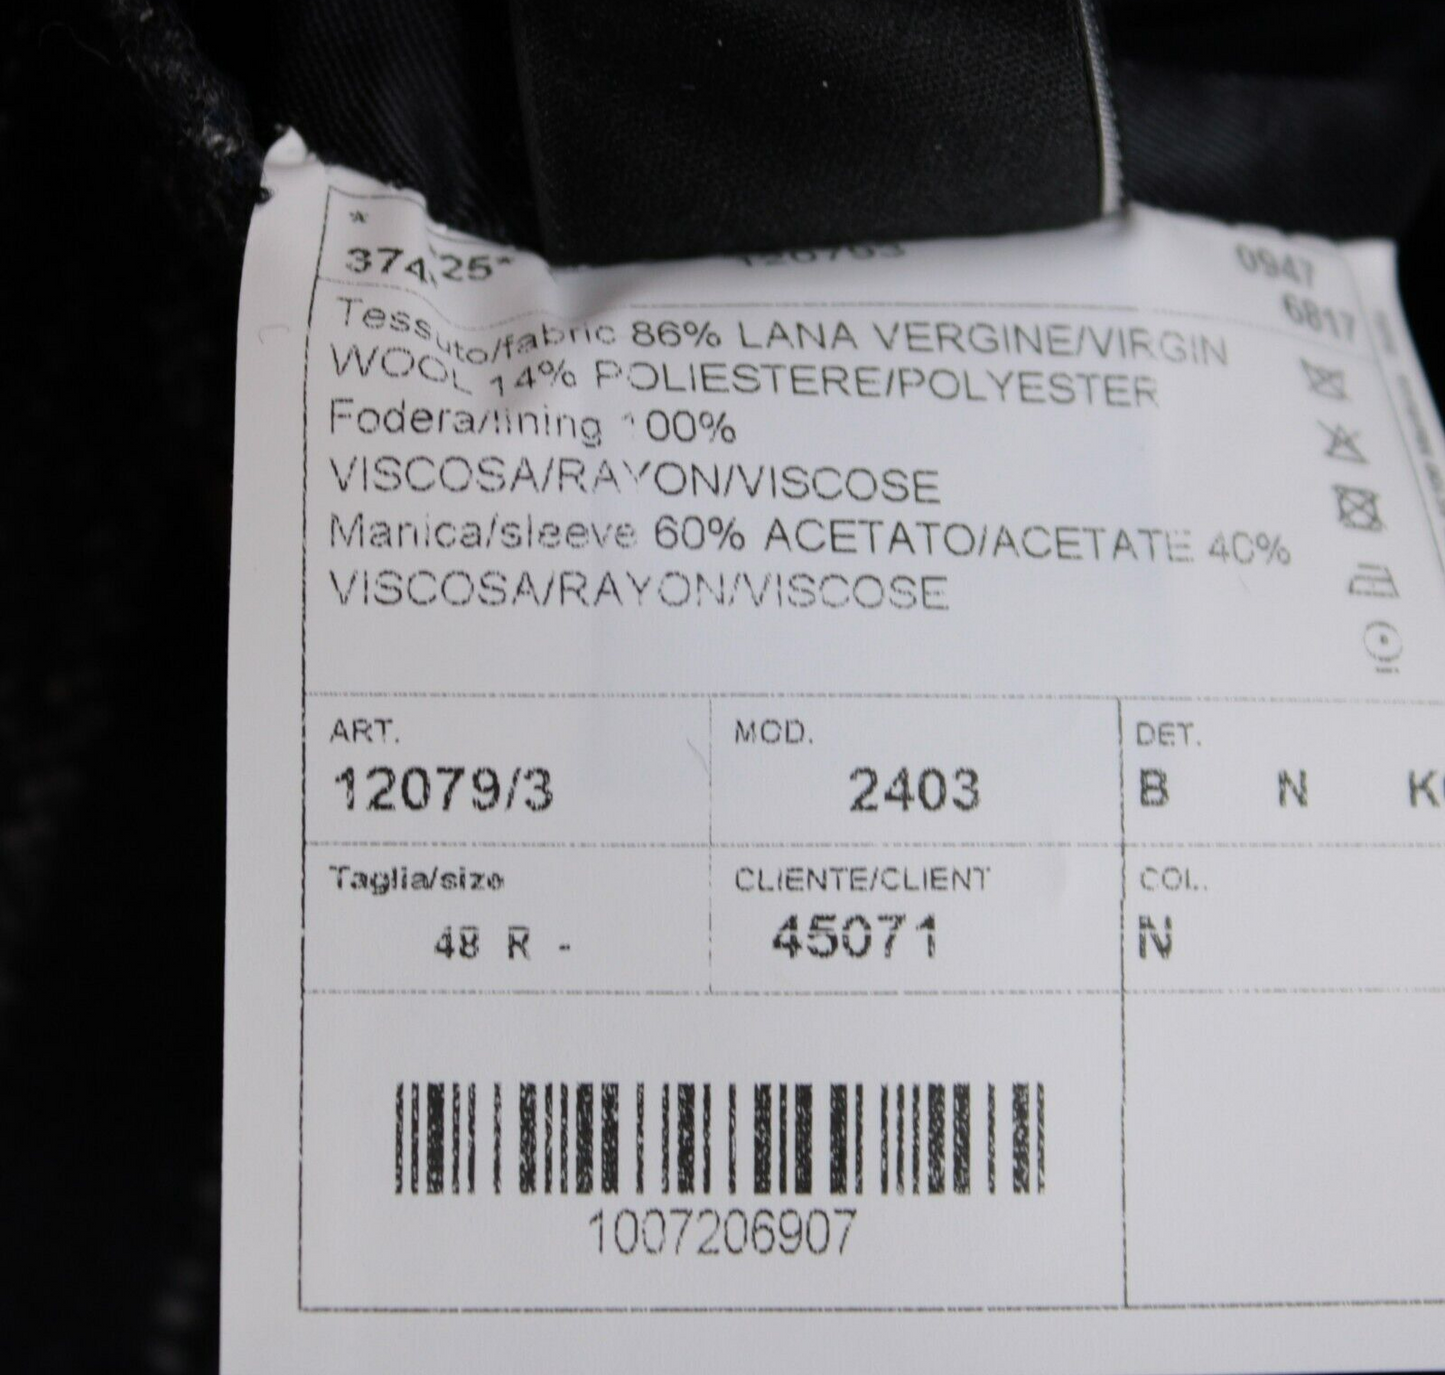 *
374,25*
120793
0947
6817
Tessuto/fabric 86% LANA VERGINE/VIRGIN
WOOL 14% POLIESTERE/POLYESTER
Fodera/lining 100%
VISCOSA/RAYON/VISCOSE
Manica/sleeve 60% ACETATO/ACETATE 40%
VISCOSA/RAYON/VISCOSE
ART. MOD. DET.
12079/3 2403 B N
Taglia/size CLIENTE/CLIENT COL.
48 R - 45071 N
1007206907